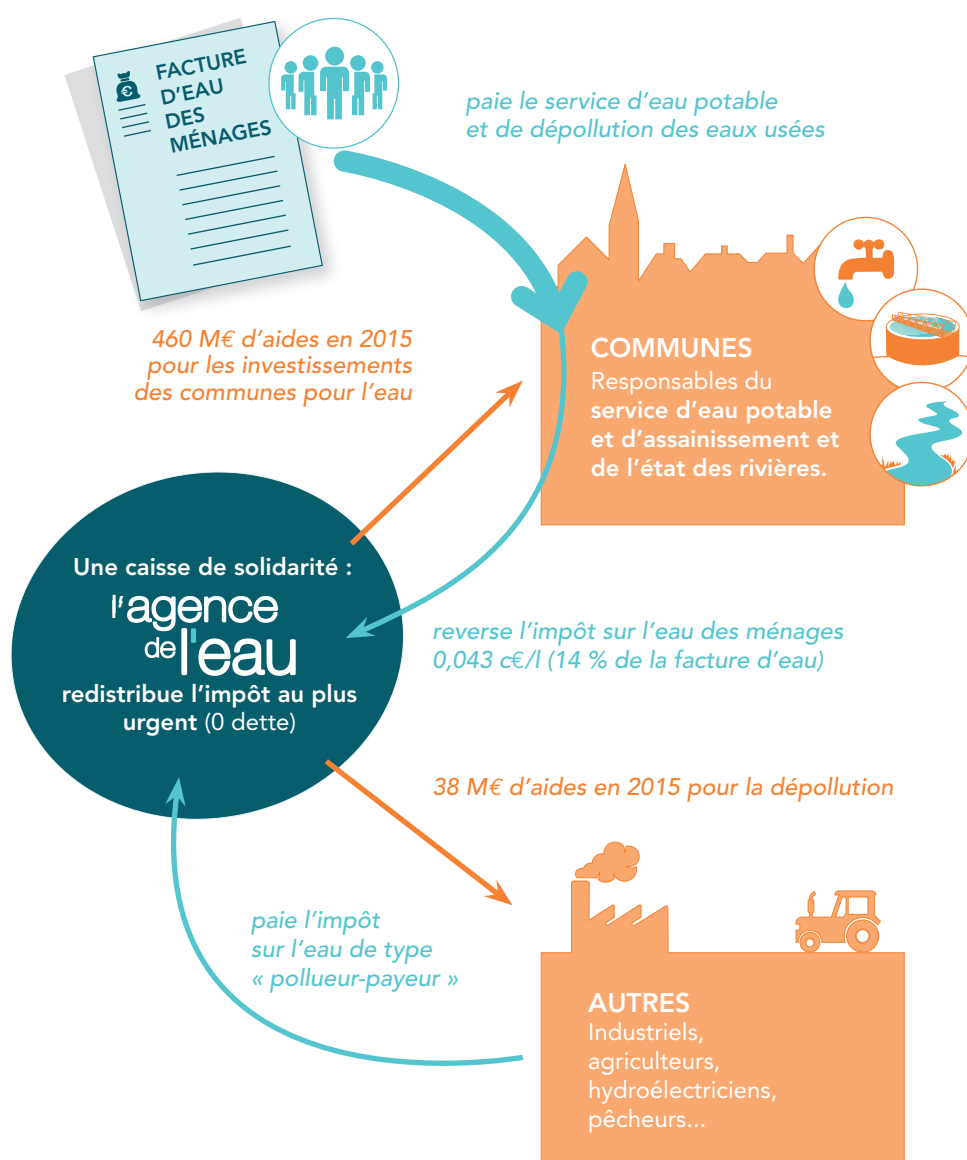 FACTURE
D'EAU
DES
MÉNAGES
€
paie le service d'eau potable
et de dépollution des eaux usées
460 M€ d'aides en 2015
pour les investissements
des communes pour l'eau
COMMUNES
Responsables du
service d'eau potable
et d'assainissement et
de l'état des rivières.
Une caisse de solidarité :
l'agence
de l'eau
redistribue l'impôt au plus
urgent (0 dette)
reverse l'impôt sur l'eau des ménages
0,043 c€/l (14 % de la facture d'eau)
38 M€ d'aides en 2015 pour la dépollution
paie l'impôt
sur l'eau de type
« pollueur-payeur »
AUTRES
Industriels,
agriculteurs,
hydroélectriciens,
pêcheurs...